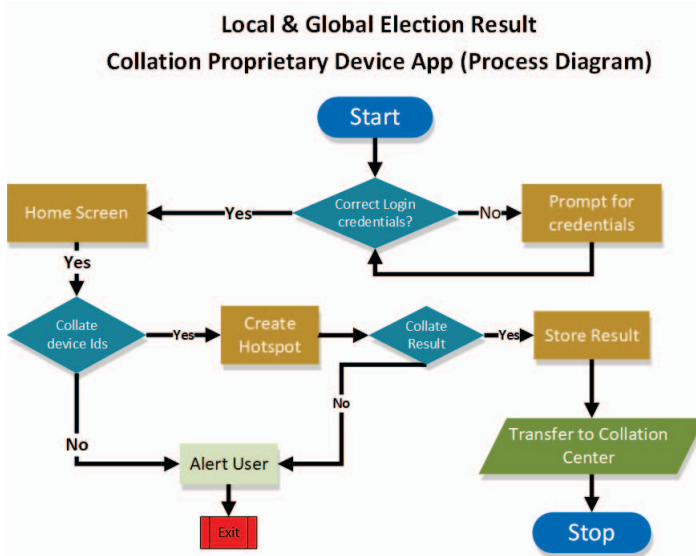 Local & Global Election Result
Collation Proprietary Device App (Process Diagram)
Start
Correct Login
credentials?
Yes
No
Home Screen
Prompt for
credentials
Yes
Collate
device Ids
Yes
Create
Hotspot
Collate
Result
Yes
Store Result
No
No
Alert User
Transfer to Collation
Center
Exit
Stop